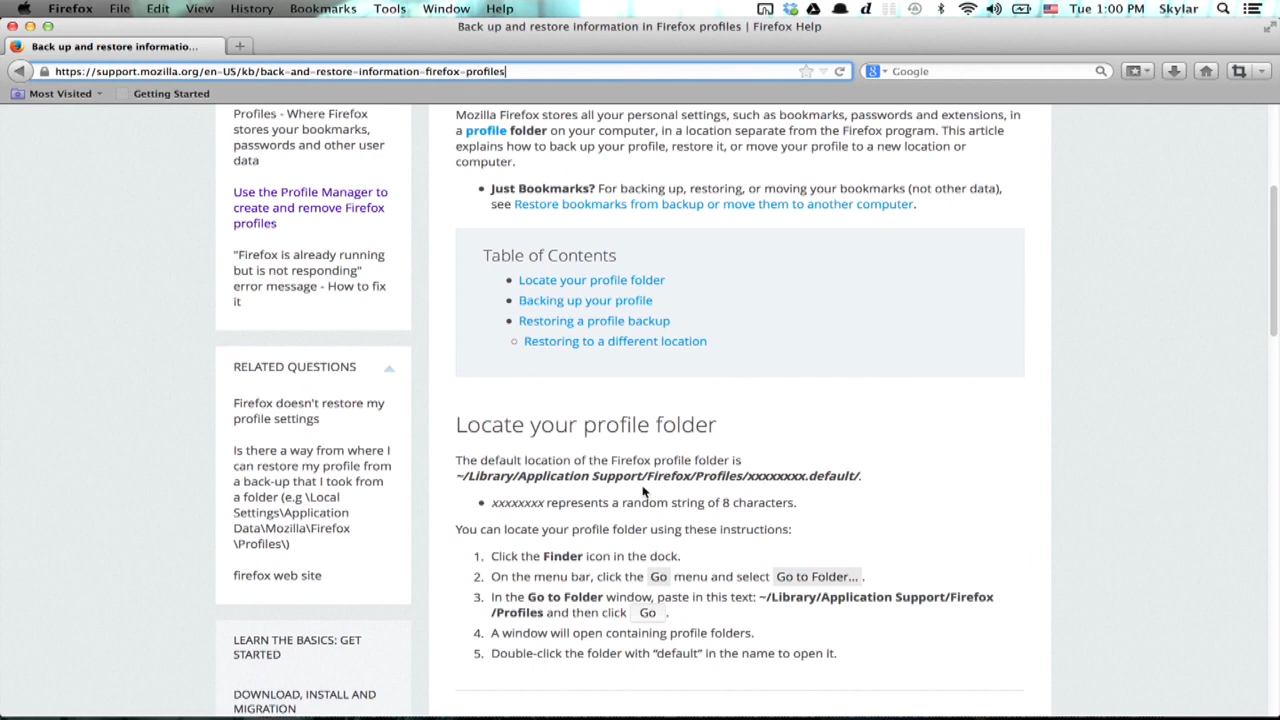 Firefox File Edit View History Bookmarks Tools Window Help Tue 1:00 PM Skylar
Back up and restore information in Firefox profiles | Firefox Help
Back up and restore informatio...
https://support.mozilla.org/en-US/kb/back-and-restore-information-firefox-profiles
Google
Most Visited
Getting Started
Profiles - Where Firefox
stores your bookmarks,
passwords and other user
data
Use the Profile Manager to
create and remove Firefox
profiles
"Firefox is already running
but is not responding"
error message - How to fix
it
RELATED QUESTIONS
Firefox doesn't restore my
profile settings
Is there a way from where I
can restore my profile from
a back-up that I took from
a folder (e.g \Local
Settings\Application
Data\Mozilla\Firefox
\Profiles\)
firefox web site
LEARN THE BASICS: GET
STARTED
DOWNLOAD, INSTALL AND
MIGRATION
Mozilla Firefox stores all your personal settings, such as bookmarks, passwords and extensions, in
a profile folder on your computer, in a location separate from the Firefox program. This article
explains how to back up your profile, restore it, or move your profile to a new location or
computer.
• Just Bookmarks? For backing up, restoring, or moving your bookmarks (not other data),
see Restore bookmarks from backup or move them to another computer.
Table of Contents
• Locate your profile folder
• Backing up your profile
• Restoring a profile backup
○ Restoring to a different location
Locate your profile folder
The default location of the Firefox profile folder is
~/Library/Application Support/Firefox/Profiles/xxxxxxxx.default/.
• xxxxxxxx represents a random string of 8 characters.
You can locate your profile folder using these instructions:
1. Click the Finder icon in the dock.
2. On the menu bar, click the Go menu and select Go to Folder... .
3. In the Go to Folder window, paste in this text: ~/Library/Application Support/Firefox
/Profiles and then click Go .
4. A window will open containing profile folders.
5. Double-click the folder with “default” in the name to open it.